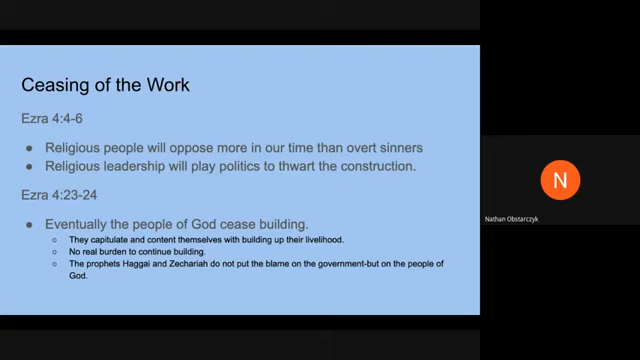 Ceasing of the Work
Ezra 4:4-6
● Religious people will oppose more in our time than overt sinners
● Religious leadership will play politics to thwart the construction.
Ezra 4:23-24
● Eventually the people of God cease building.
○ They capitulate and content themselves with building up their livelihood.
○ No real burden to continue building.
○ The prophets Haggai and Zechariah do not put the blame on the government-but on the people of
God.
N
Nathan Obstarczyk